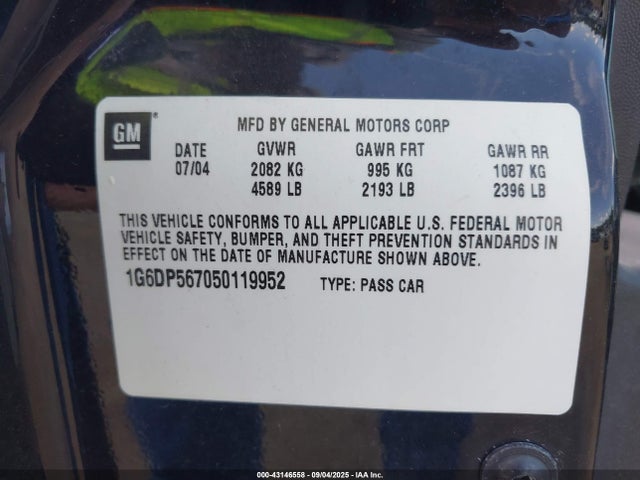 GM
MFD BY GENERAL MOTORS CORP
DATE GVWR GAWR FRT GAWR RR
07/04 2082 KG 995 KG 1087 KG
4589 LB 2193 LB 2396 LB
THIS VEHICLE CONFORMS TO ALL APPLICABLE U.S. FEDERAL MOTOR
VEHICLE SAFETY, BUMPER, AND THEFT PREVENTION STANDARDS IN
EFFECT ON THE DATE OF MANUFACTURE SHOWN ABOVE.
1G6DP567050119952 TYPE: PASS CAR
000-43146558 - 09/04/2025 - IAA Inc.